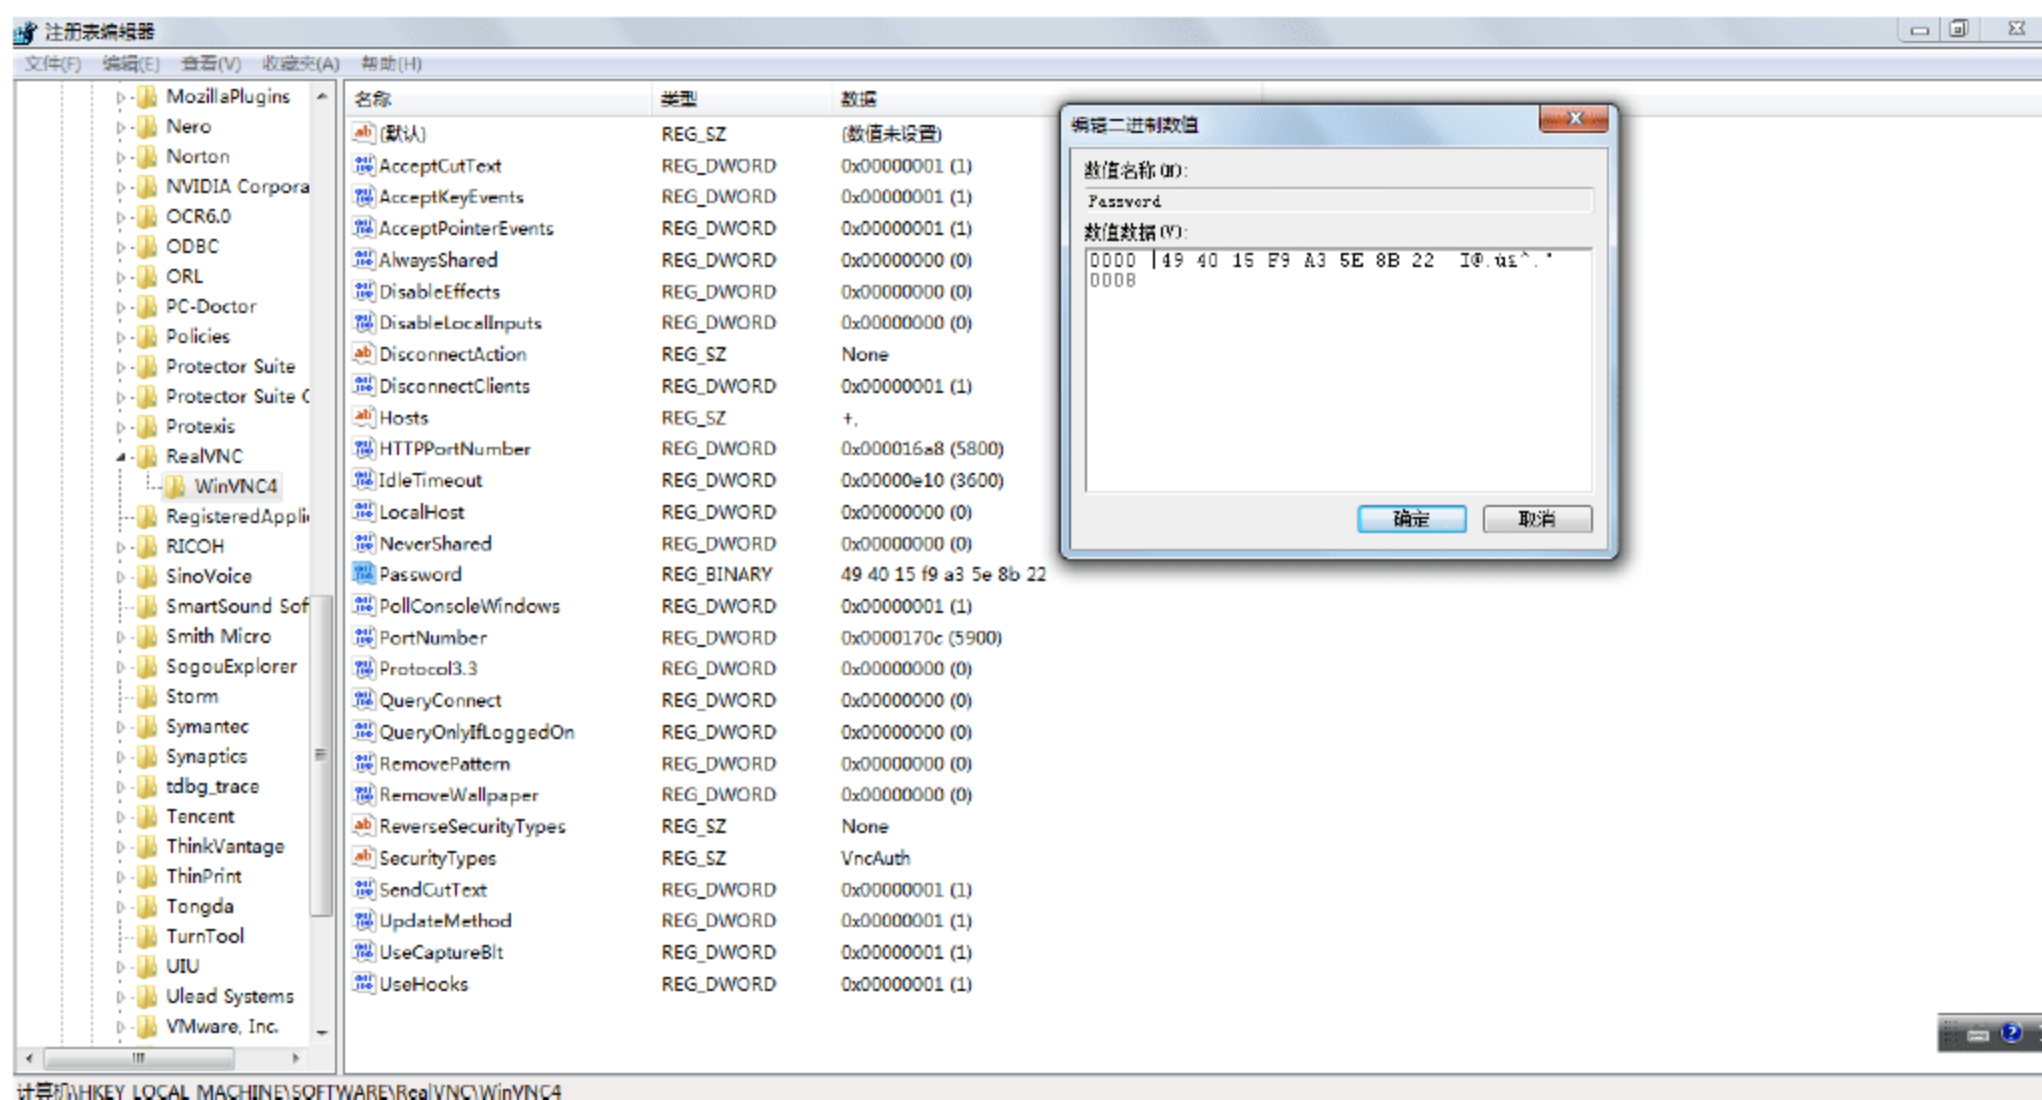 注册表编辑器
文件(F) 编辑(E) 查看(V) 收藏夹(A) 帮助(H)
MozillaPlugins
Nero
Norton
NVIDIA Corpora
OCR6.0
ODBC
ORL
PC-Doctor
Policies
Protector Suite
Protector Suite C
Protexis
RealVNC
WinVNC4
RegisteredAppli
RICOH
SinoVoice
SmartSound Sof
Smith Micro
SogouExplorer
Storm
Symantec
Synaptics
tdbg_trace
Tencent
ThinkVantage
ThinPrint
Tongda
TurnTool
UIU
Ulead Systems
VMware, Inc.
名称 类型 数据
(默认) REG_SZ (数值未设置)
AcceptCutText REG_DWORD 0x00000001 (1)
AcceptKeyEvents REG_DWORD 0x00000001 (1)
AcceptPointerEvents REG_DWORD 0x00000001 (1)
AlwaysShared REG_DWORD 0x00000000 (0)
DisableEffects REG_DWORD 0x00000000 (0)
DisableLocalInputs REG_DWORD 0x00000000 (0)
DisconnectAction REG_SZ None
DisconnectClients REG_DWORD 0x00000001 (1)
Hosts REG_SZ +,
HTTPPortNumber REG_DWORD 0x000016a8 (5800)
IdleTimeout REG_DWORD 0x00000e10 (3600)
LocalHost REG_DWORD 0x00000000 (0)
NeverShared REG_DWORD 0x00000000 (0)
Password REG_BINARY 49 40 15 f9 a3 5e 8b 22
PollConsoleWindows REG_DWORD 0x00000001 (1)
PortNumber REG_DWORD 0x0000170c (5900)
Protocol3.3 REG_DWORD 0x00000000 (0)
QueryConnect REG_DWORD 0x00000000 (0)
QueryOnlyIfLoggedOn REG_DWORD 0x00000000 (0)
RemovePattern REG_DWORD 0x00000000 (0)
RemoveWallpaper REG_DWORD 0x00000000 (0)
ReverseSecurityTypes REG_SZ None
SecurityTypes REG_SZ VncAuth
SendCutText REG_DWORD 0x00000001 (1)
UpdateMethod REG_DWORD 0x00000001 (1)
UseCaptureBlt REG_DWORD 0x00000001 (1)
UseHooks REG_DWORD 0x00000001 (1)
编辑二进制数值
数值名称(N):
Password
数值数据(V):
0000 49 40 15 F9 A3 5E 8B 22 I@.ù£^."
0008
确定 取消
计算机\HKEY_LOCAL_MACHINE\SOFTWARE\RealVNC\WinVNC4